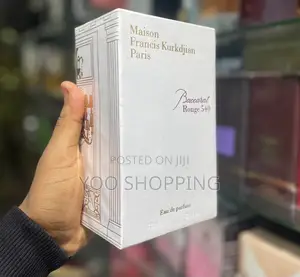 Maison
Francis Kurkdjian
Paris
Baccarat
Rouge 540
POSTED ON JIJI
YOO SHOPPING
Eau de parfum